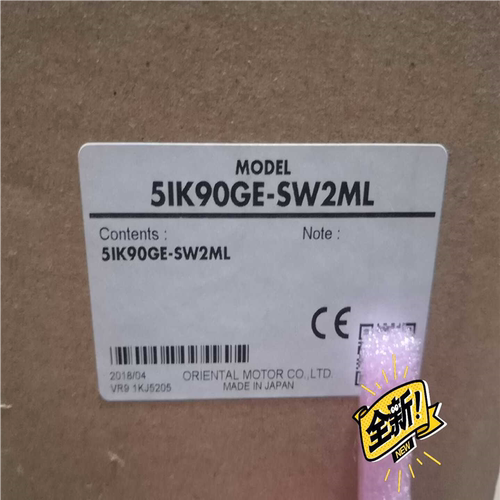 MODEL
5IK90GE-SW2ML
Contents :
Note :
5IK90GE-SW2ML
CE
2018/04
ORIENTAL MOTOR CO.,LTD.
VR9 1KJ5205
MADE IN JAPAN
全新!
NEW